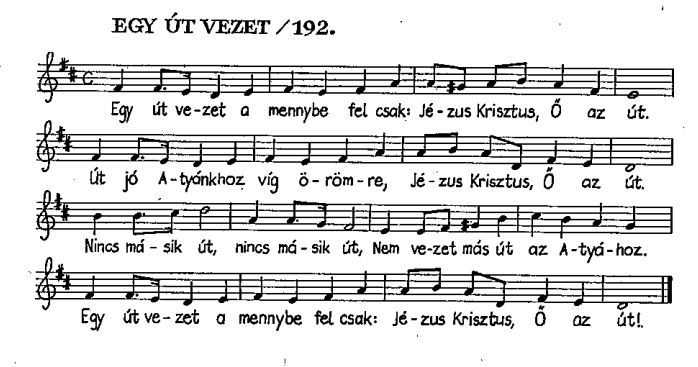 EGY ÚT VEZET /192.
Egy út ve-zet a mennybe fel csak: Jé-zus Krisztus, Ő az út.
Út jó A-tyánkhoz víg ö-röm-re, Jé-zus Krisztus, Ő az út.
Nincs má-sik út, nincs má-sik út, Nem ve-zet más út az A-tyá-hoz.
Egy út ve-zet a mennybe fel csak: Jé-zus Krisztus, Ő az út!.